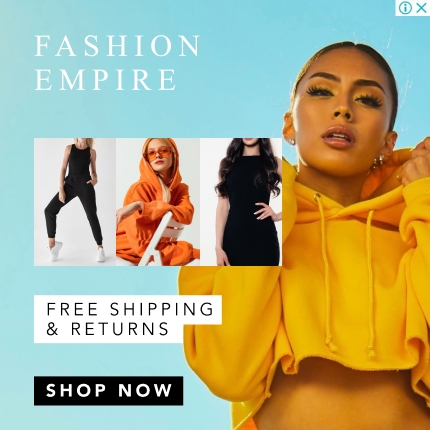 FASHION
EMPIRE
FREE SHIPPING
& RETURNS
SHOP NOW